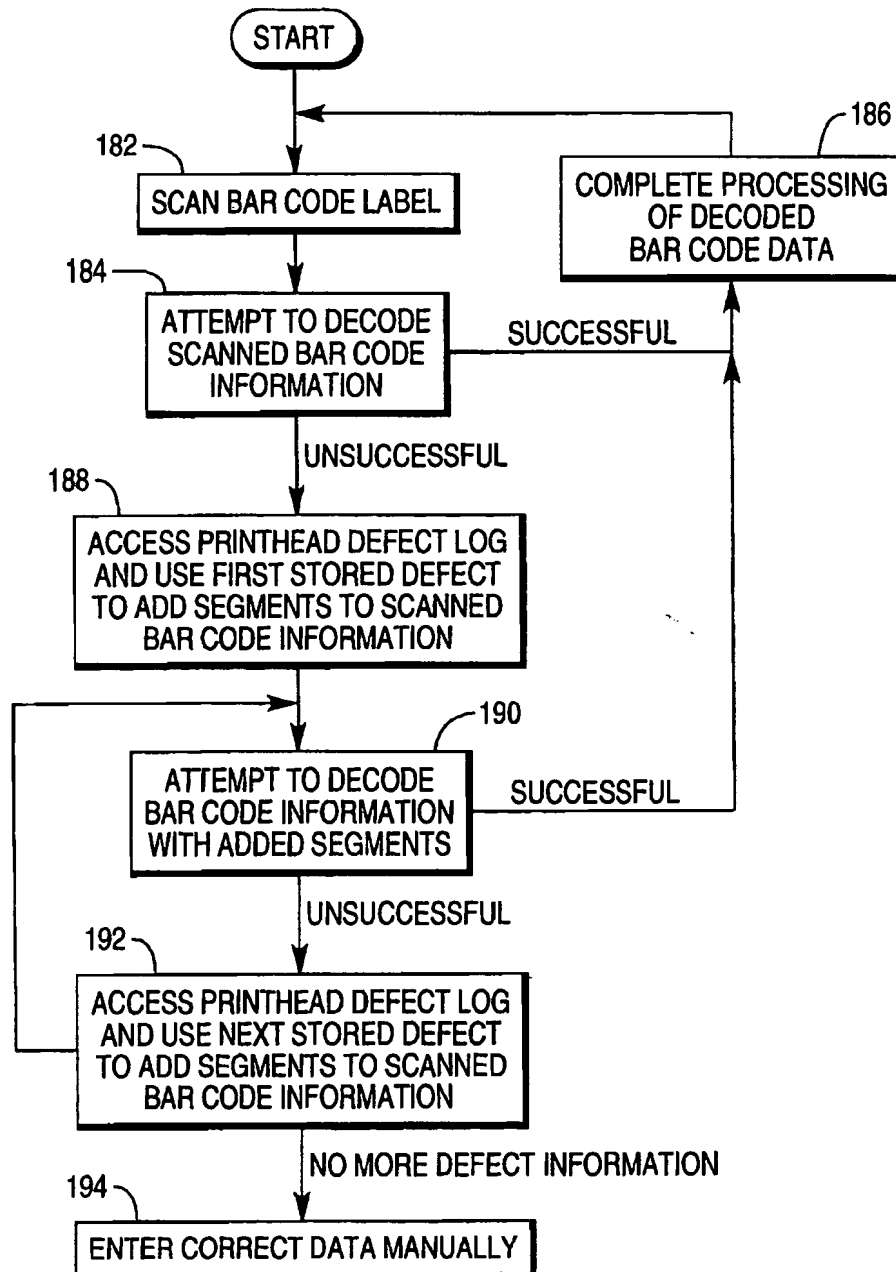 START
186
182
COMPLETE PROCESSING
OF DECODED
BAR CODE DATA
SCAN BAR CODE LABEL
184
ATTEMPT TO DECODE
SCANNED BAR CODE
INFORMATION
SUCCESSFUL
UNSUCCESSFUL
188
ACCESS PRINTHEAD DEFECT LOG
AND USE FIRST STORED DEFECT
TO ADD SEGMENTS TO SCANNED
BAR CODE INFORMATION
190
ATTEMPT TO DECODE
BAR CODE INFORMATION
WITH ADDED SEGMENTS
SUCCESSFUL
UNSUCCESSFUL
192
ACCESS PRINTHEAD DEFECT LOG
AND USE NEXT STORED DEFECT
TO ADD SEGMENTS TO SCANNED
BAR CODE INFORMATION
NO MORE DEFECT INFORMATION
194
ENTER CORRECT DATA MANUALLY